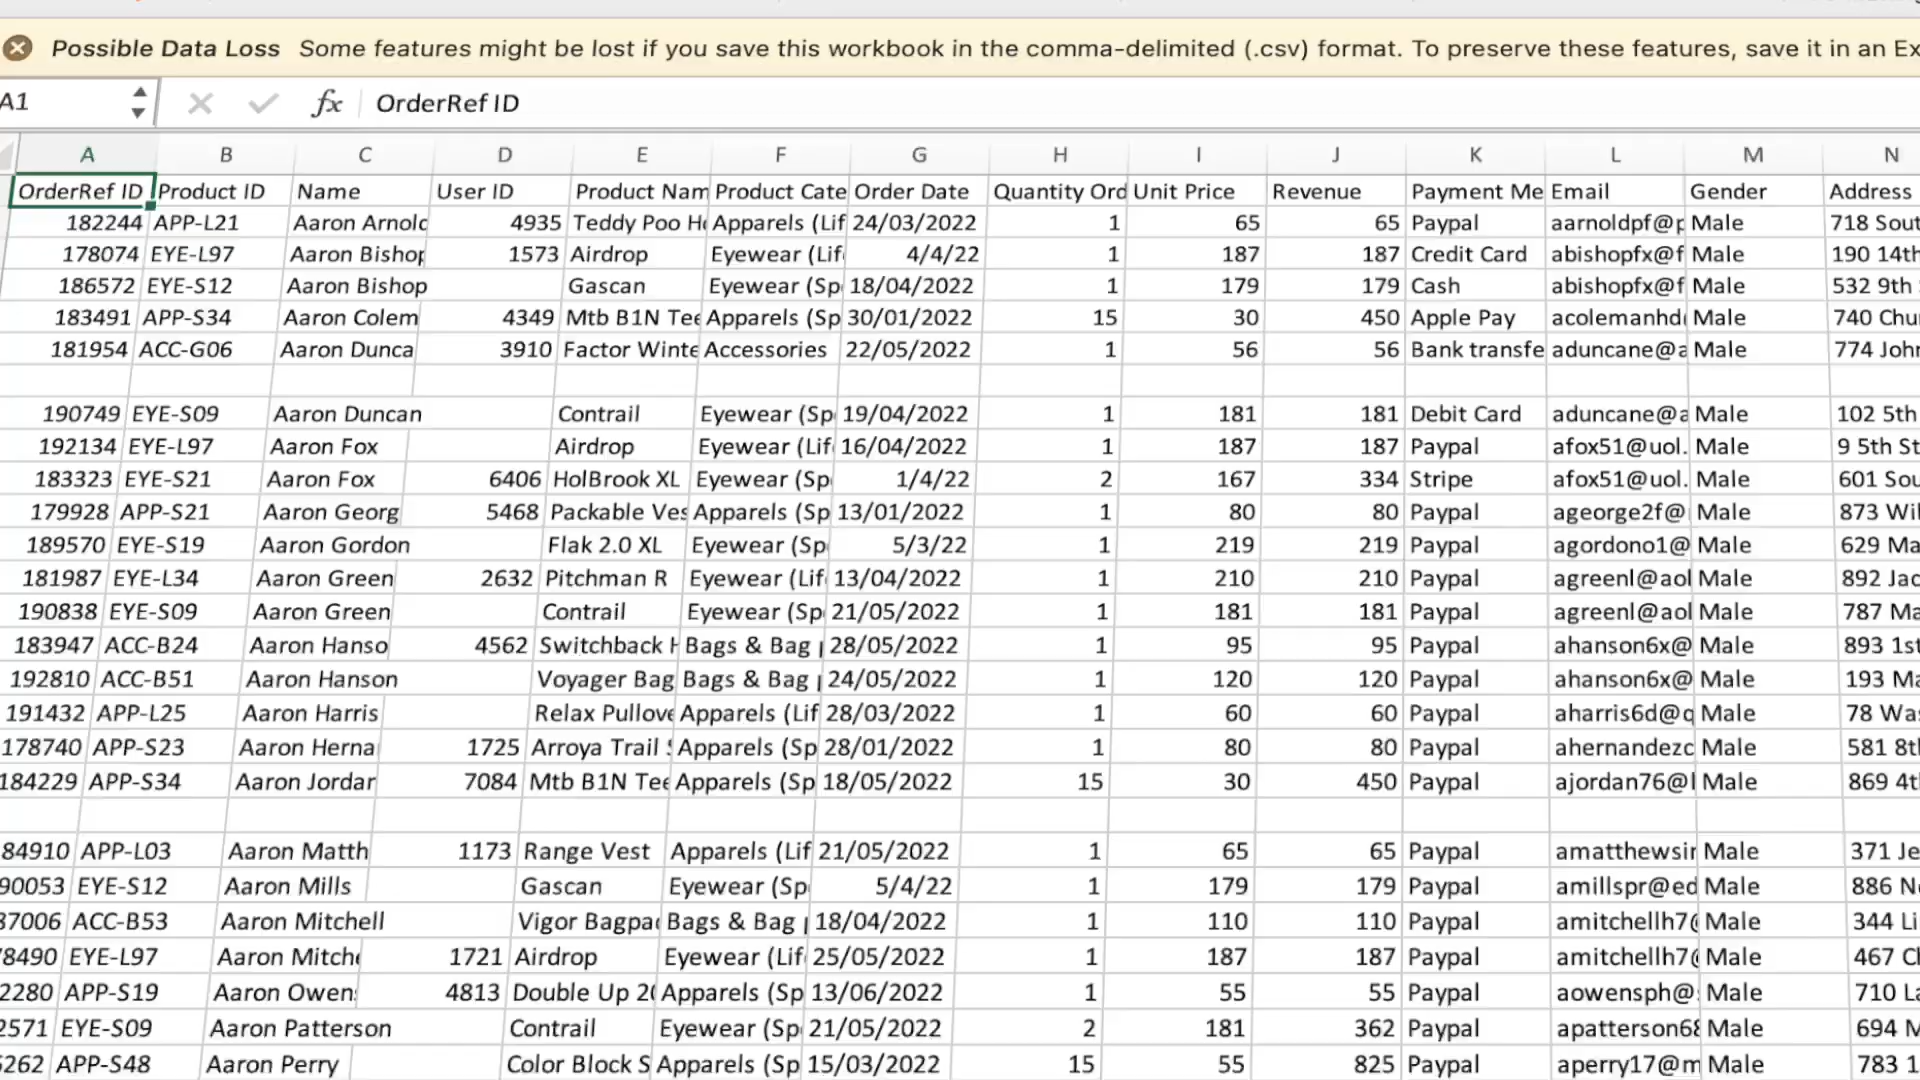 Possible Data Loss Some features might be lost if you save this workbook in the comma-delimited (.csv) format. To preserve these features, save it in an Ex
A1 fx OrderRef ID
A B C D E F G H I J K L M N
OrderRef ID Product ID Name User ID Product Nam Product Cate Order Date Quantity Ord Unit Price Revenue Payment Me Email Gender Address
182244 APP-L21 Aaron Arnold 4935 Teddy Poo Ho Apparels (Lif 24/03/2022 1 65 65 Paypal aarnoldpf@p Male 718 Sout
178074 EYE-L97 Aaron Bishop 1573 Airdrop Eyewear (Lif 4/4/22 1 187 187 Credit Card abishopfx@f Male 190 14th
186572 EYE-S12 Aaron Bishop Gascan Eyewear (Sp 18/04/2022 1 179 179 Cash abishopfx@f Male 532 9th
183491 APP-S34 Aaron Colem 4349 Mtb B1N Tee Apparels (Sp 30/01/2022 15 30 450 Apple Pay acolemanhd Male 740 Chu
181954 ACC-G06 Aaron Dunca 3910 Factor Winte Accessories 22/05/2022 1 56 56 Bank transfe aduncane@a Male 774 John
190749 EYE-S09 Aaron Duncan Contrail Eyewear (Sp 19/04/2022 1 181 181 Debit Card aduncane@a Male 102 5th
192134 EYE-L97 Aaron Fox Airdrop Eyewear (Lif 16/04/2022 1 187 187 Paypal afox51@uol. Male 9 5th St
183323 EYE-S21 Aaron Fox 6406 HolBrook XL Eyewear (Sp 1/4/22 2 167 334 Stripe afox51@uol. Male 601 Sou
179928 APP-S21 Aaron Georg 5468 Packable Ves Apparels (Sp 13/01/2022 1 80 80 Paypal ageorge2f@ Male 873 Wil
189570 EYE-S19 Aaron Gordon Flak 2.0 XL Eyewear (Sp 5/3/22 1 219 219 Paypal agordono1@ Male 629 Ma
181987 EYE-L34 Aaron Green 2632 Pitchman R Eyewear (Lif 13/04/2022 1 210 210 Paypal agreenl@aol Male 892 Jac
190838 EYE-S09 Aaron Green Contrail Eyewear (Sp 21/05/2022 1 181 181 Paypal agreenl@aol Male 787 Ma
183947 ACC-B24 Aaron Hanso 4562 Switchback H Bags & Bag 28/05/2022 1 95 95 Paypal ahanson6x@ Male 893 1st
192810 ACC-B51 Aaron Hanson Voyager Bag Bags & Bag 24/05/2022 1 120 120 Paypal ahanson6x@ Male 193 Ma
191432 APP-L25 Aaron Harris Relax Pullove Apparels (Lif 28/03/2022 1 60 60 Paypal aharris6d@q Male 78 Was
178740 APP-S23 Aaron Herna 1725 Arroya Trail Apparels (Sp 28/01/2022 1 80 80 Paypal ahernandezc Male 581 8th
184229 APP-S34 Aaron Jordan 7084 Mtb B1N Tee Apparels (Sp 18/05/2022 15 30 450 Paypal ajordan76@ Male 869 4t
84910 APP-L03 Aaron Matth 1173 Range Vest Apparels (Lif 21/05/2022 1 65 65 Paypal amatthewsir Male 371 Je
90053 EYE-S12 Aaron Mills Gascan Eyewear (Sp 5/4/22 1 179 179 Paypal amillspr@ed Male 886 N
87006 ACC-B53 Aaron Mitchell Vigor Bagpac Bags & Bag 18/04/2022 1 110 110 Paypal amitchellh7@ Male 344 Li
78490 EYE-L97 Aaron Mitche 1721 Airdrop Eyewear (Lif 25/05/2022 1 187 187 Paypal amitchellh7@ Male 467 Ch
2280 APP-S19 Aaron Owens 4813 Double Up 20 Apparels (Sp 13/06/2022 1 55 55 Paypal aowensph@ Male 710 La
2571 EYE-S09 Aaron Patterson Contrail Eyewear (Sp 21/05/2022 2 181 362 Paypal apatterson68 Male 694 M
6262 APP-S48 Aaron Perry Color Block S Apparels (Sp 15/03/2022 15 55 825 Paypal aperry17@m Male 783 1